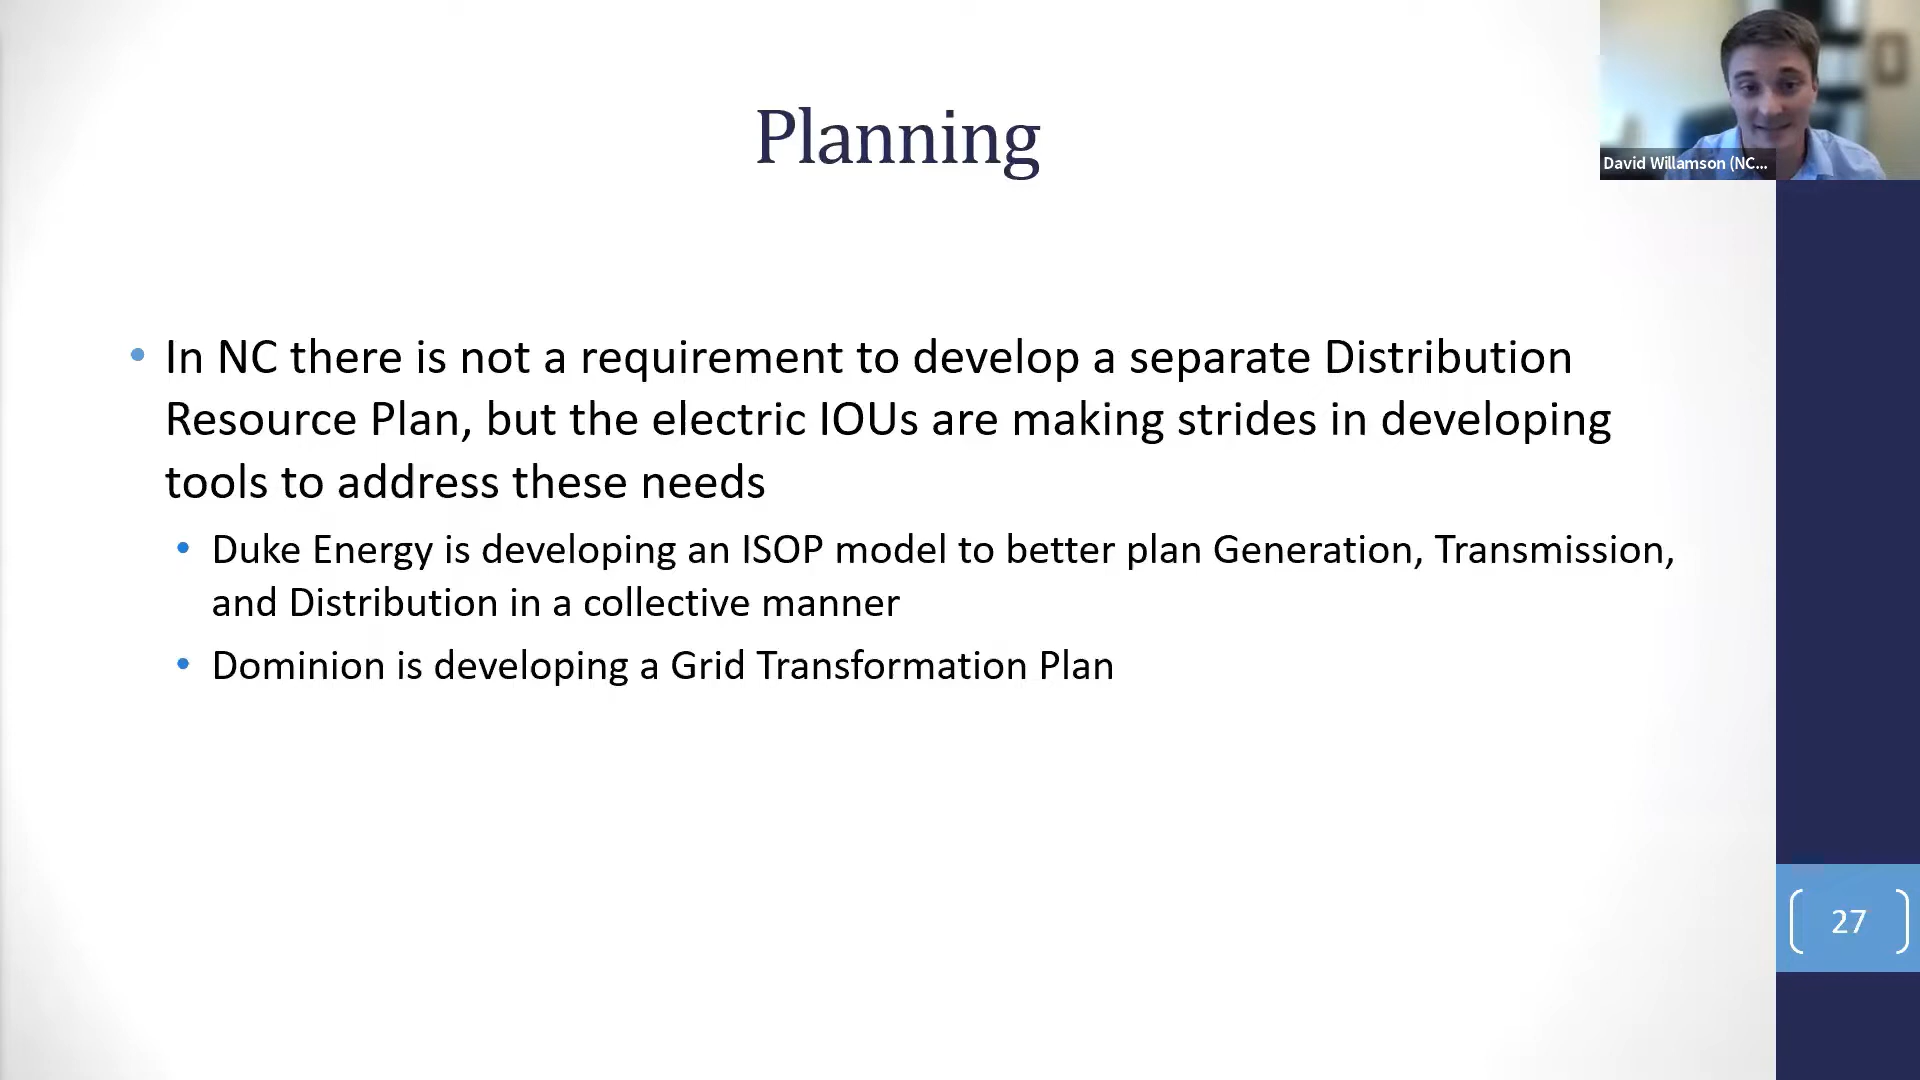 Planning
David Willamson (NC...
• In NC there is not a requirement to develop a separate Distribution
Resource Plan, but the electric IOUs are making strides in developing
tools to address these needs
• Duke Energy is developing an ISOP model to better plan Generation, Transmission,
and Distribution in a collective manner
• Dominion is developing a Grid Transformation Plan
27